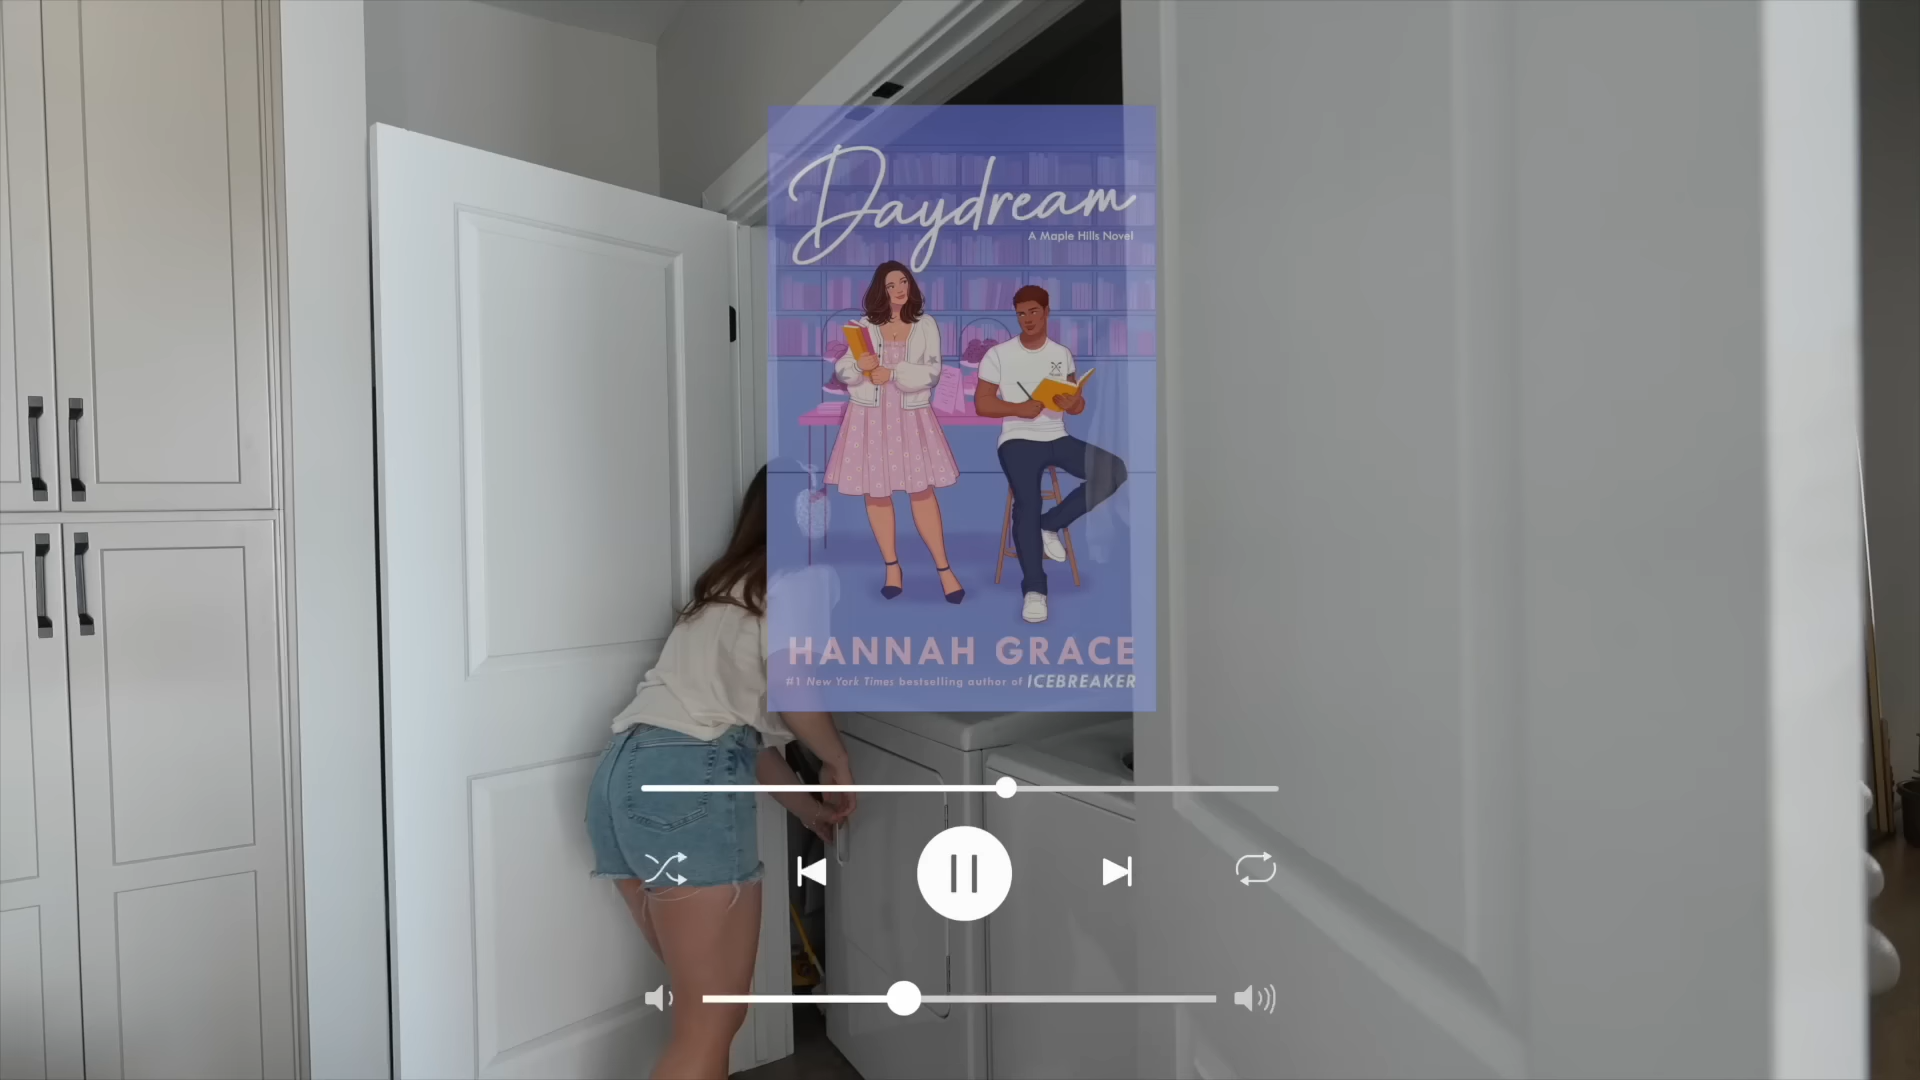 Daydream
A Maple Hills Novel
HANNAH GRACE
#1 New York Times bestselling author of ICEBREAKER